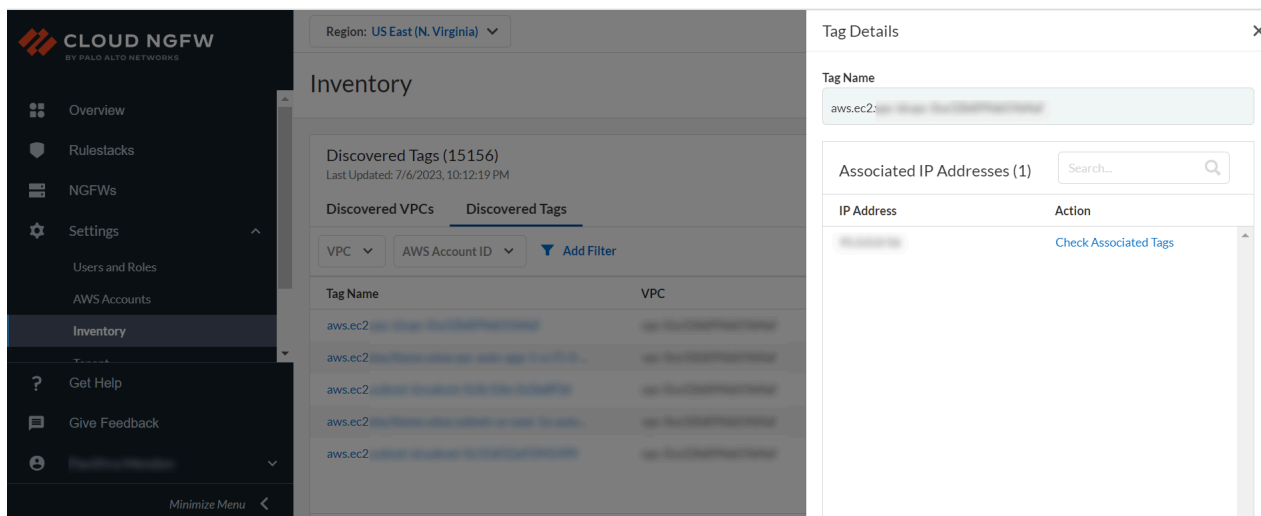 CLOUD NGFW
BY PALO ALTO NETWORKS
Overview
Rulestacks
NGFWs
Settings
Users and Roles
AWS Accounts
Inventory
Tenant
Get Help
Give Feedback
Minimize Menu
Region: US East (N. Virginia)
Inventory
Discovered Tags (15156)
Last Updated: 7/6/2023, 10:12:19 PM
Discovered VPCs Discovered Tags
VPC AWS Account ID Add Filter
Tag Name VPC
aws.ec2
aws.ec2
aws.ec2
aws.ec2
aws.ec2
Tag Details
Tag Name
aws.ec2:
Associated IP Addresses (1) Search...
IP Address Action
Check Associated Tags